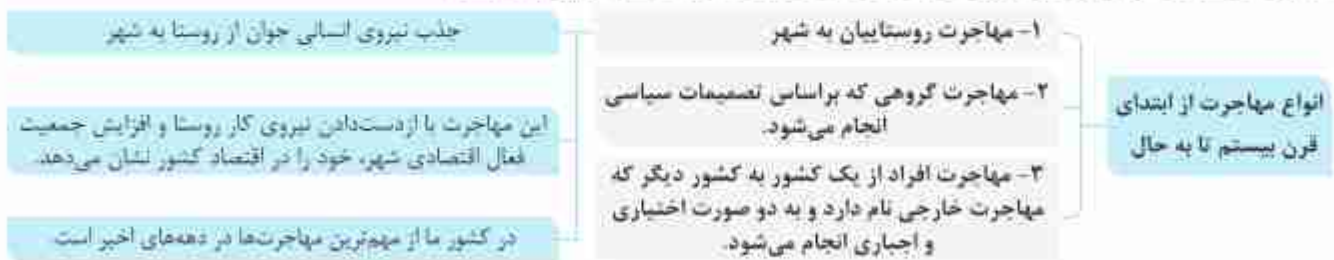 انواع مهاجرت از ابتدای
قرن بیستم تا به حال
۱- مهاجرت روستاییان به شهر
۲- مهاجرت گروهی که براساس تصمیمات سیاسی
انجام می‌شود.
۳- مهاجرت افراد از یک کشور به کشور دیگر که
مهاجرت خارجی نام دارد و به دو صورت اختیاری
و اجباری انجام می‌شود.
جذب نیروی انسانی جوان از روستا به شهر
این مهاجرت با ازدست‌دادن نیروی کار روستا و افزایش جمعیت
فعال اقتصادی شهر، خود را در اقتصاد کشور نشان می‌دهد.
در کشور ما از مهم‌ترین مهاجرت‌ها در دهه‌های اخیر است